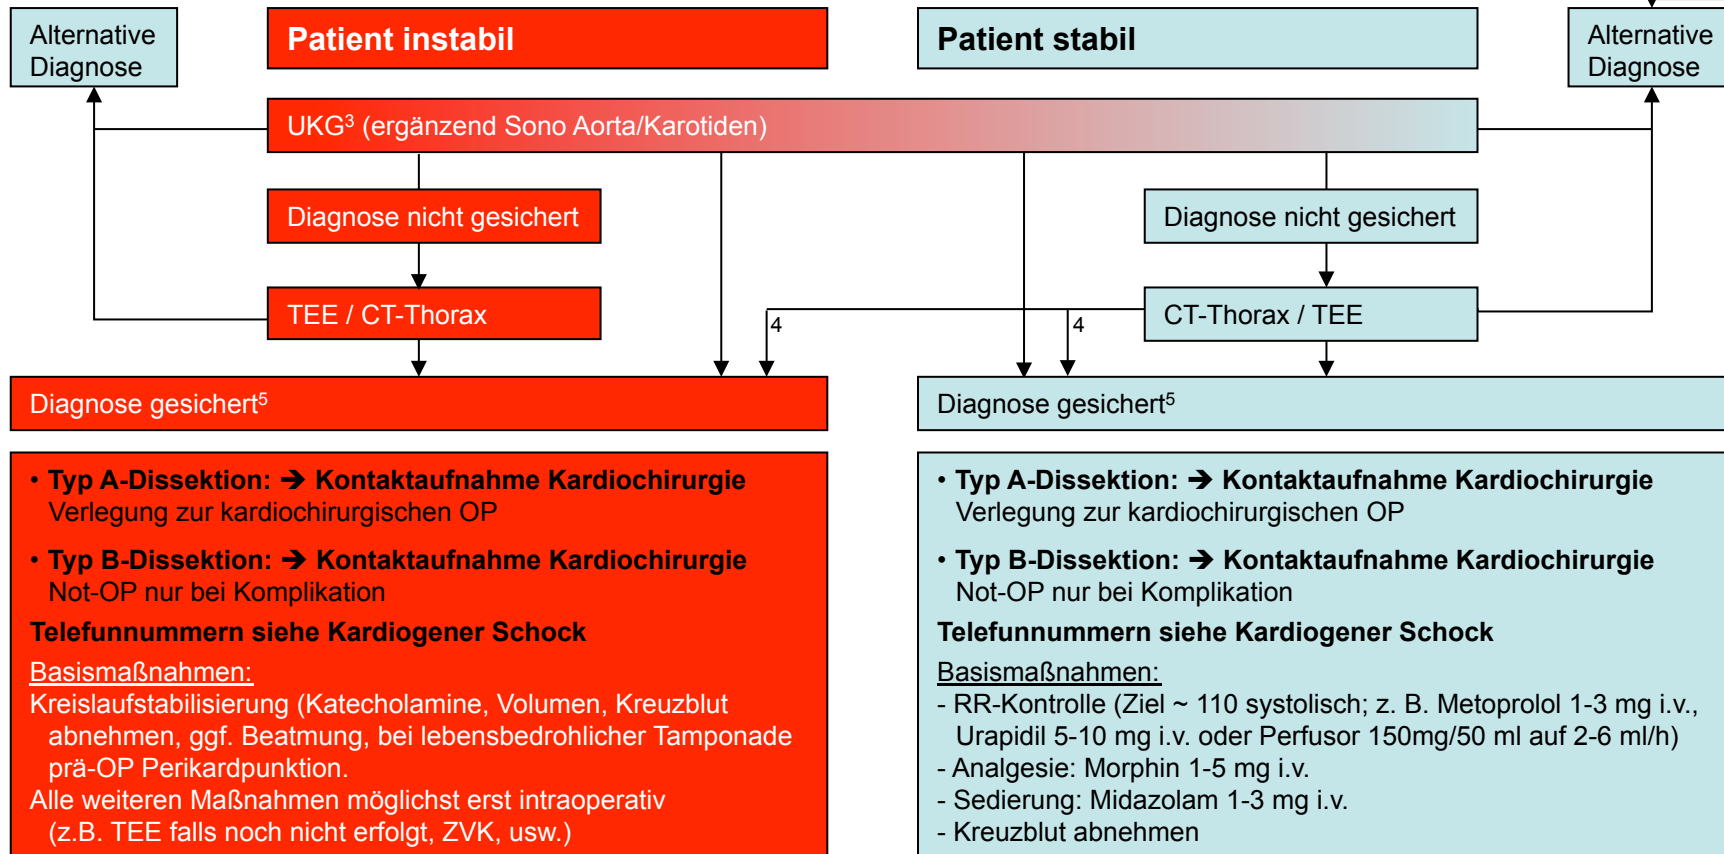 Alternative
Diagnose
Patient instabil
Patient stabil
Alternative
Diagnose
UKG³ (ergänzend Sono Aorta/Karotiden)
Diagnose nicht gesichert
Diagnose nicht gesichert
TEE / CT-Thorax
4
4
CT-Thorax / TEE
Diagnose gesichert⁵
Diagnose gesichert⁵
• Typ A-Dissektion: ➔ Kontaktaufnahme Kardiochirurgie
Verlegung zur kardiochirurgischen OP
• Typ B-Dissektion: ➔ Kontaktaufnahme Kardiochirurgie
Not-OP nur bei Komplikation
Telefunnummern siehe Kardiogener Schock
Basismaßnahmen:
Kreislaufstabilisierung (Katecholamine, Volumen, Kreuzblut
abnehmen, ggf. Beatmung, bei lebensbedrohlicher Tamponade
prä-OP Perikardpunktion.
Alle weiteren Maßnahmen möglichst erst intraoperativ
(z.B. TEE falls noch nicht erfolgt, ZVK, usw.)
• Typ A-Dissektion: ➔ Kontaktaufnahme Kardiochirurgie
Verlegung zur kardiochirurgischen OP
• Typ B-Dissektion: ➔ Kontaktaufnahme Kardiochirurgie
Not-OP nur bei Komplikation
Telefunnummern siehe Kardiogener Schock
Basismaßnahmen:
- RR-Kontrolle (Ziel ~ 110 systolisch; z. B. Metoprolol 1-3 mg i.v.,
Urapidil 5-10 mg i.v. oder Perfusor 150mg/50 ml auf 2-6 ml/h)
- Analgesie: Morphin 1-5 mg i.v.
- Sedierung: Midazolam 1-3 mg i.v.
- Kreuzblut abnehmen